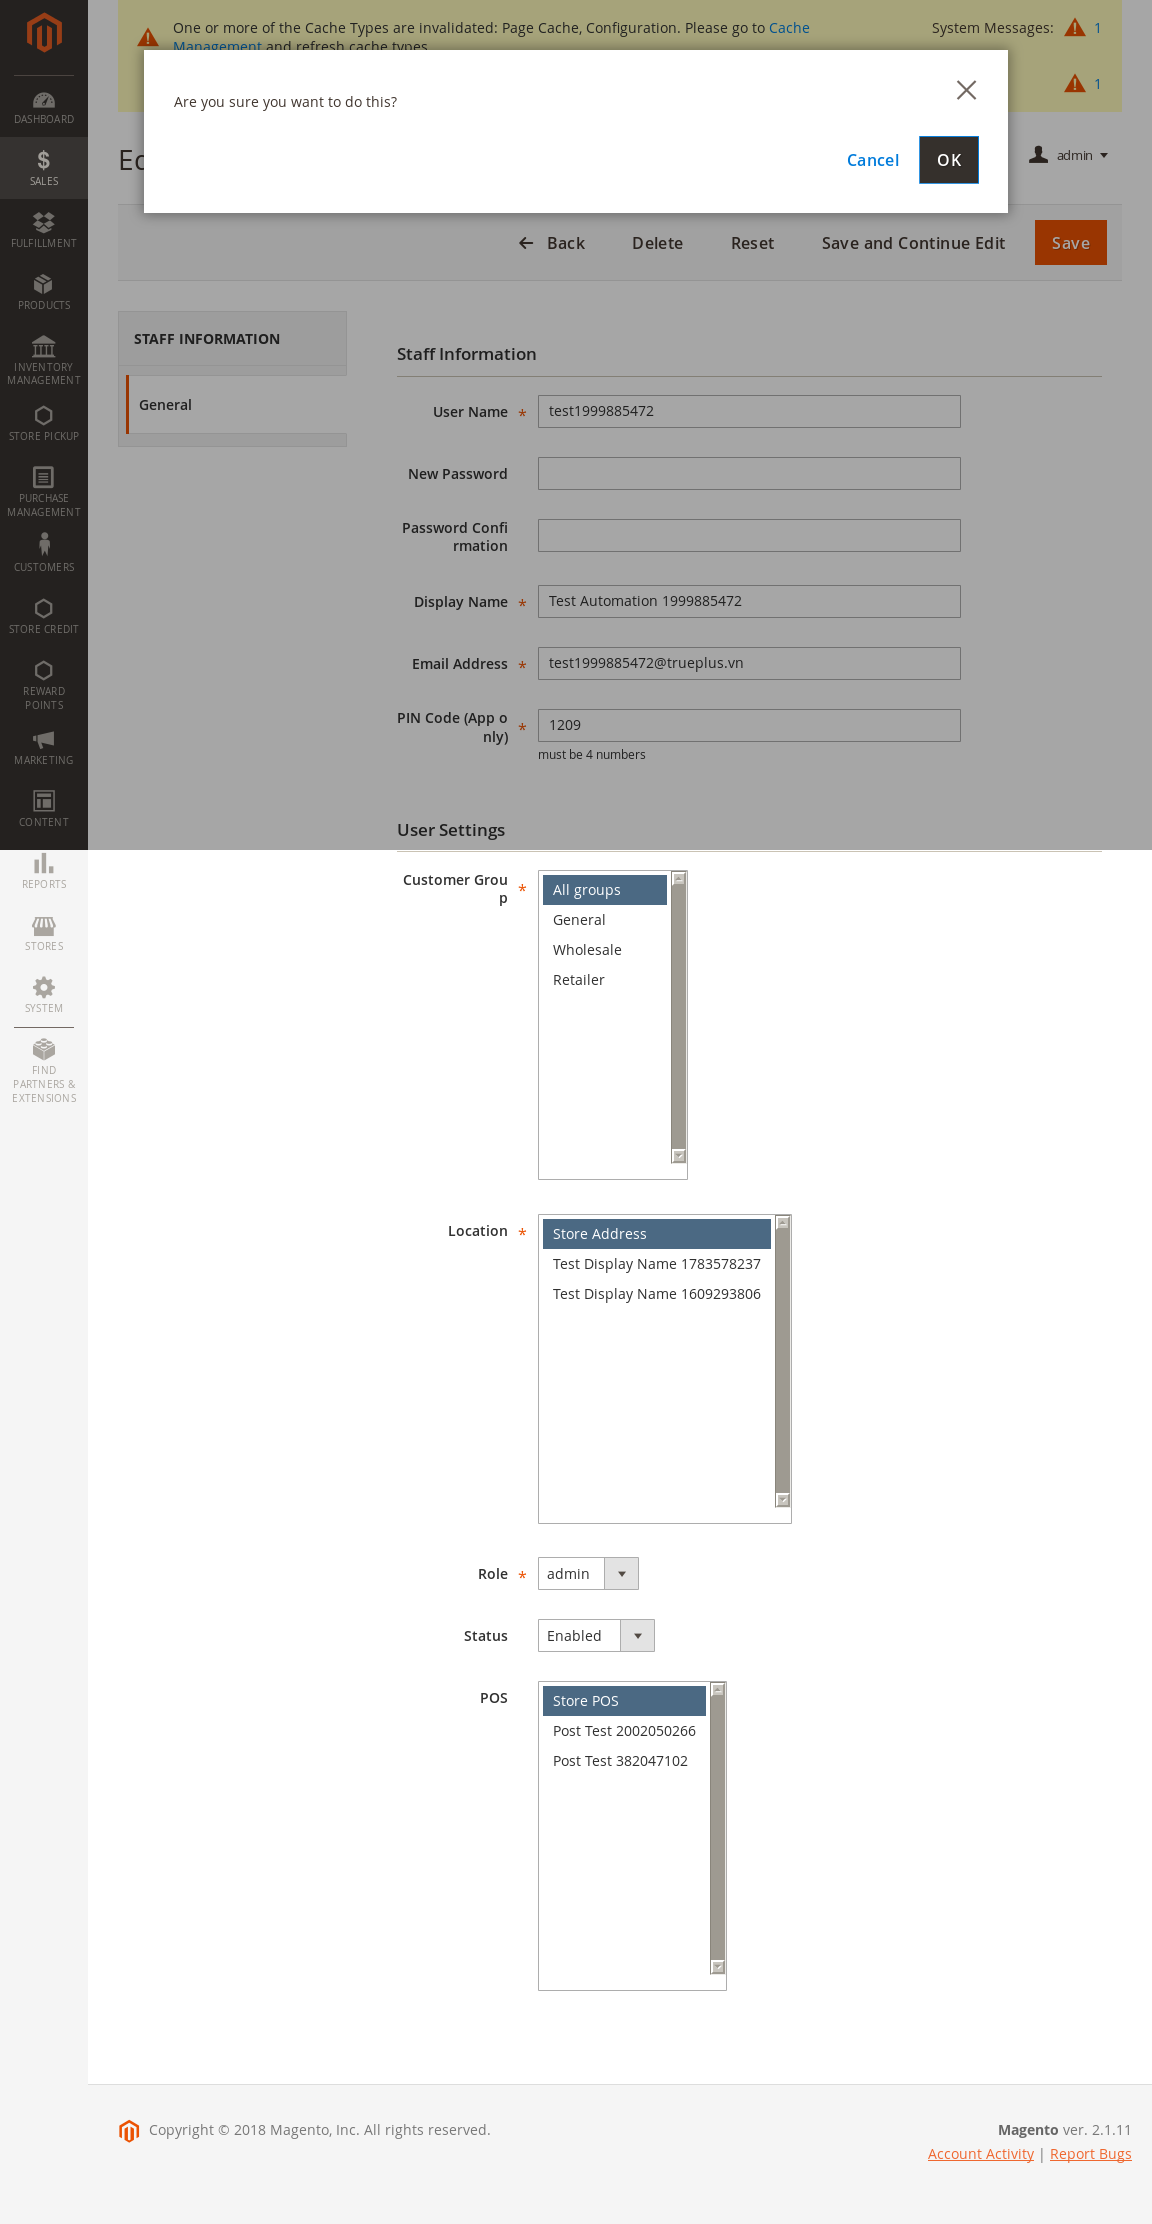 One or more of the Cache Types are invalidated: Page Cache, Configuration. Please go to Cache
Management and refresh cache types.
System Messages: 1
1
Are you sure you want to do this?
Cancel
OK
admin
Back
Delete
Reset
Save and Continue Edit
Save
DASHBOARD
SALES
FULFILLMENT
PRODUCTS
INVENTORY
MANAGEMENT
STORE PICKUP
PURCHASE
MANAGEMENT
CUSTOMERS
STORE CREDIT
REWARD
POINTS
MARKETING
CONTENT
REPORTS
STORES
SYSTEM
FIND
PARTNERS &
EXTENSIONS
STAFF INFORMATION
General
Staff Information
User Name *
test1999885472
New Password
Password Confi
rmation
Display Name *
Test Automation 1999885472
Email Address *
test1999885472@trueplus.vn
PIN Code (App o
nly) *
1209
must be 4 numbers
User Settings
Customer Grou
p *
All groups
General
Wholesale
Retailer
Location *
Store Address
Test Display Name 1783578237
Test Display Name 1609293806
Role *
admin
Status
Enabled
POS
Store POS
Post Test 2002050266
Post Test 382047102
Copyright © 2018 Magento, Inc. All rights reserved.
Magento ver. 2.1.11
Account Activity | Report Bugs